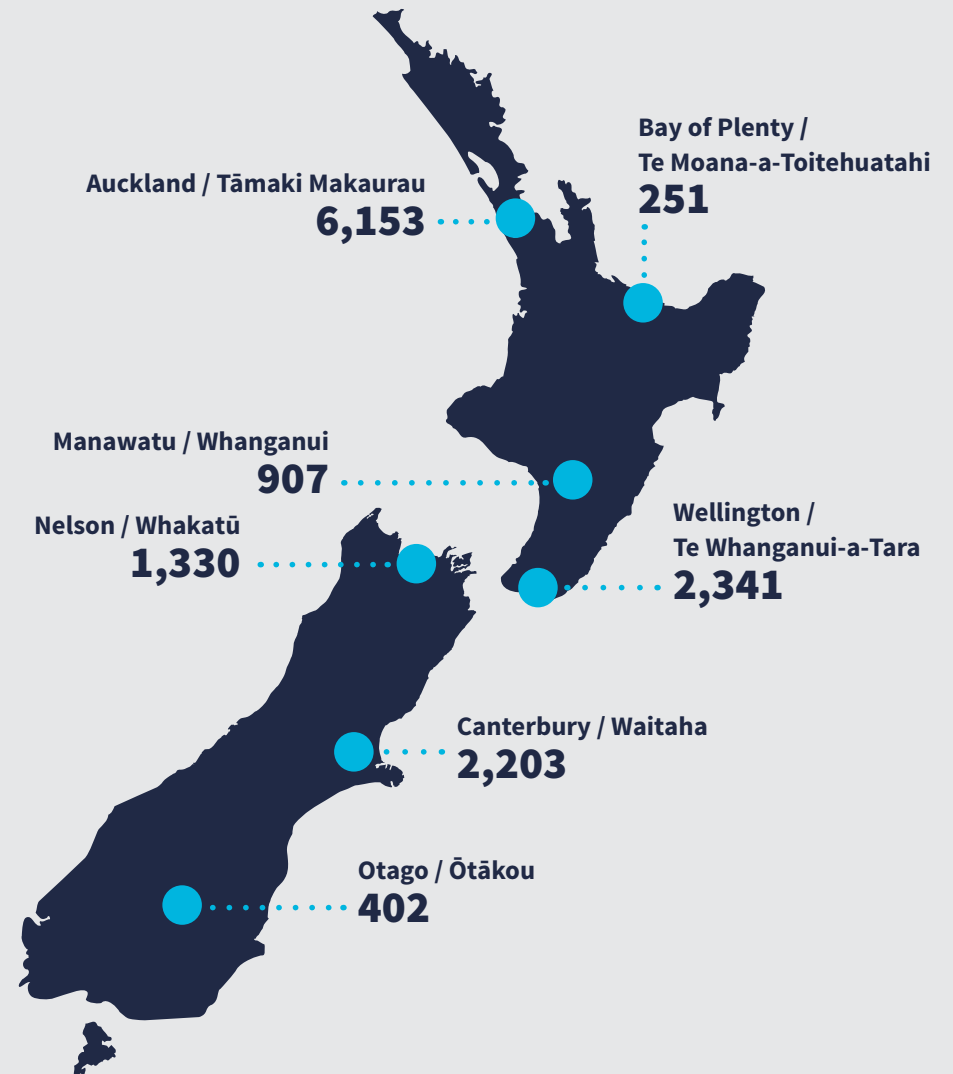 Bay of Plenty /
Te Moana-a-Toitehuatahi
251
Auckland / Tāmaki Makaurau
6,153
Manawatu / Whanganui
907
Nelson / Whakatū
1,330
Wellington /
Te Whanganui-a-Tara
2,341
Canterbury / Waitaha
2,203
Otago / Ōtākou
402